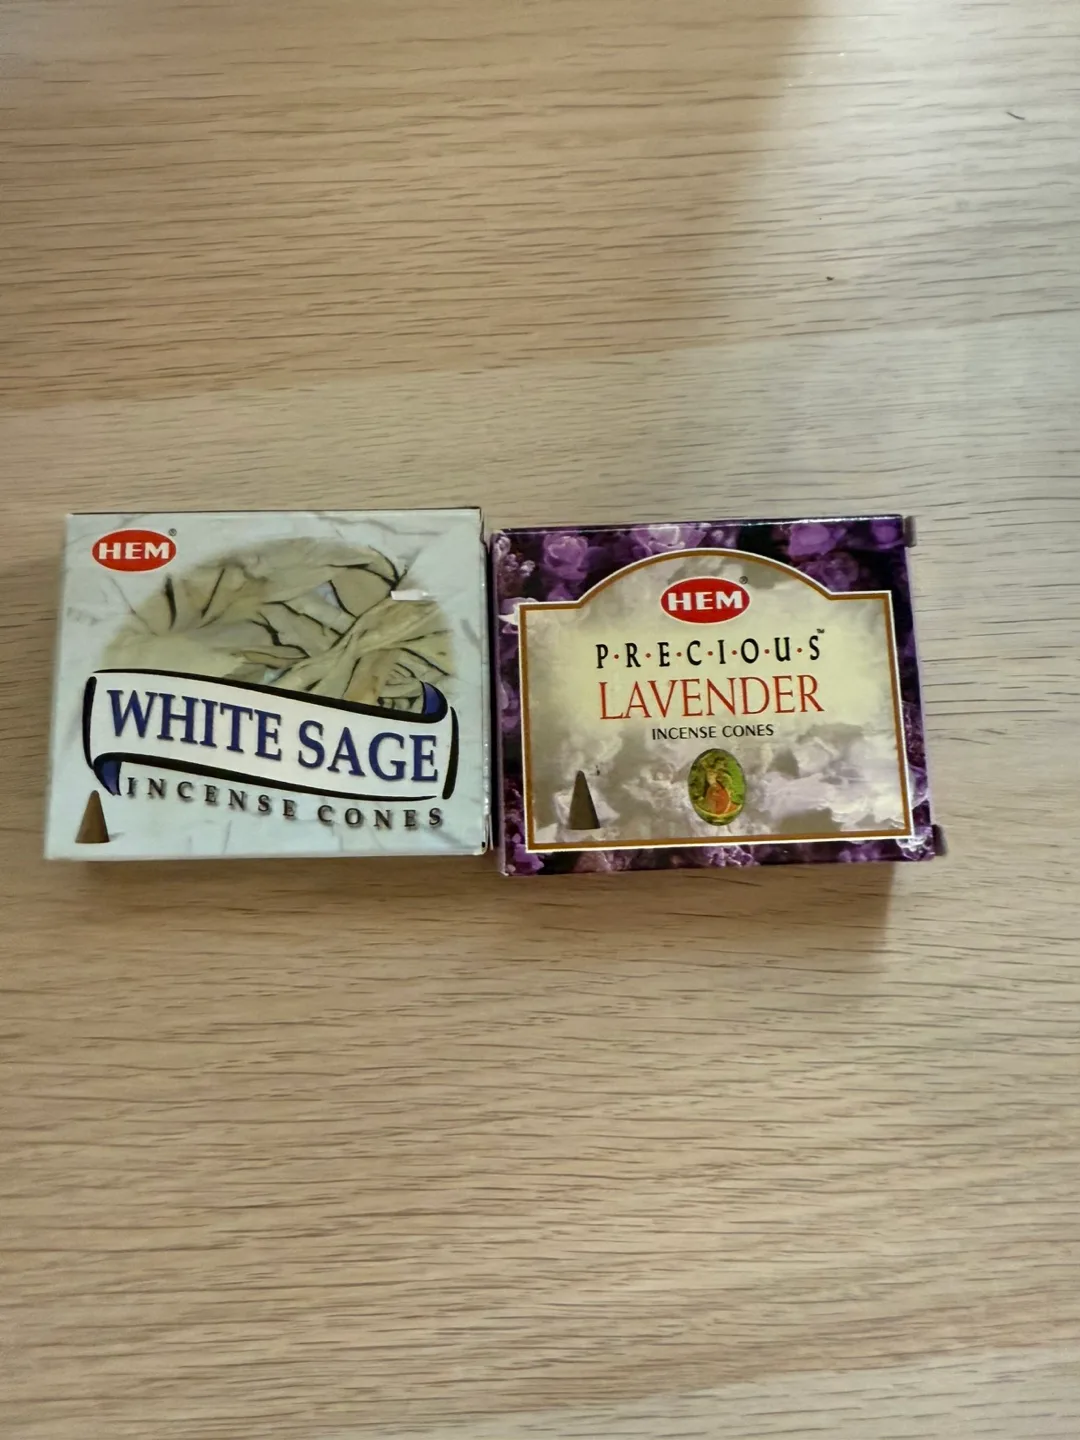 HEM®
WHITE SAGE
INCENSE CONES
HEM®
P·R·E·C·I·O·U·S™
LAVENDER
INCENSE CONES